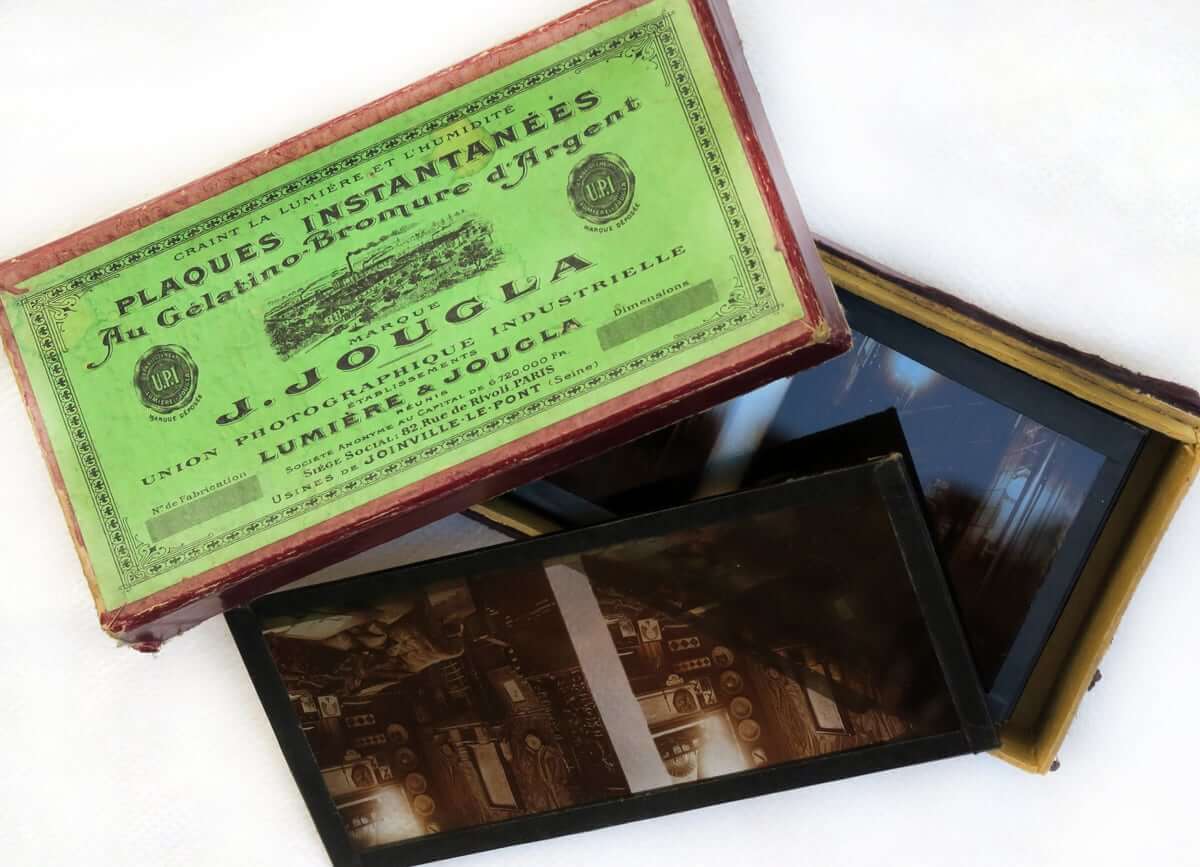 CRAINT LA LUMIÈRE ET L'HUMIDITÉ
PLAQUES INSTANTANÉES
Au Gélatino-Bromure d'Argent
U.P.I
MARQUE DÉPOSÉE
U.P.I
MARQUE DÉPOSÉE
MARQUE
J. JOUGLA
UNION PHOTOGRAPHIQUE INDUSTRIELLE
ÉTABLISSEMENTS
LUMIÈRE & JOUGLA
RÉUNIS
SOCIÉTÉ ANONYME AU CAPITAL DE 6.720.000 FR.
SIÈGE SOCIAL: 82, Rue de Rivoli, PARIS
USINES DE JOINVILLE-LE-PONT (Seine)
Nos de Fabrication
Dimensions